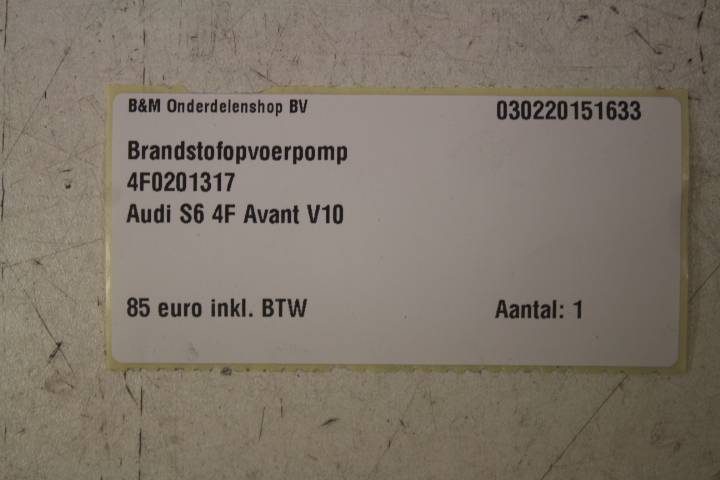 B&M Onderdelenshop BV 030220151633
Brandstofopvoerpomp
4F0201317
Audi S6 4F Avant V10
85 euro inkl. BTW Aantal: 1